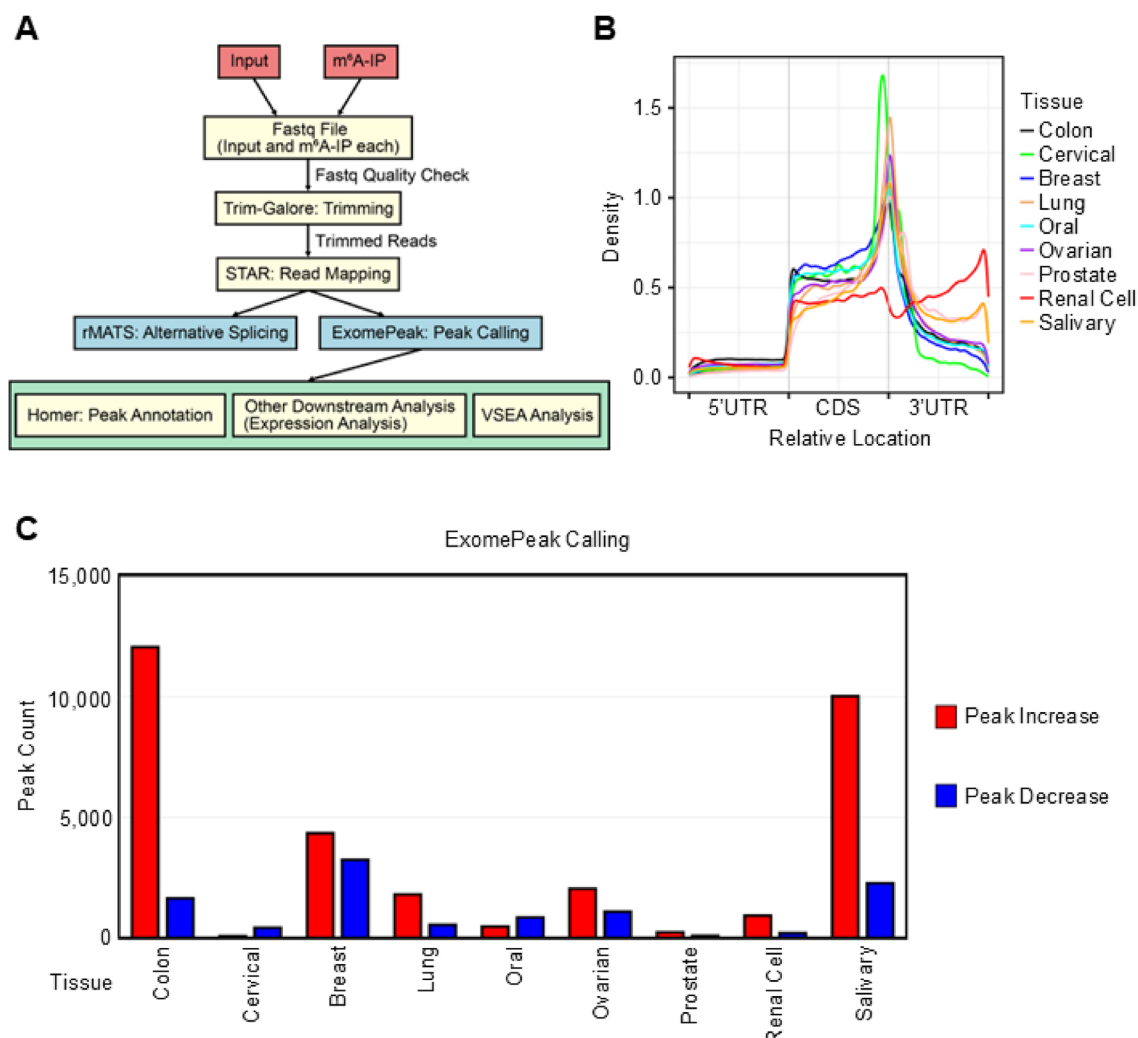 A
Input
m⁶A-IP
Fastq File
(Input and m⁶A-IP each)
Fastq Quality Check
Trim-Galore: Trimming
Trimmed Reads
STAR: Read Mapping
rMATS: Alternative Splicing
ExomePeak: Peak Calling
Homer: Peak Annotation
Other Downstream Analysis
(Expression Analysis)
VSEA Analysis
B
Density
1.5
1.0
0.5
0.0
5'UTR
CDS
3'UTR
Relative Location
Tissue
Colon
Cervical
Breast
Lung
Oral
Ovarian
Prostate
Renal Cell
Salivary
C
ExomePeak Calling
Peak Count
15,000
10,000
5,000
0
Tissue
Colon
Cervical
Breast
Lung
Oral
Ovarian
Prostate
Renal Cell
Salivary
Peak Increase
Peak Decrease